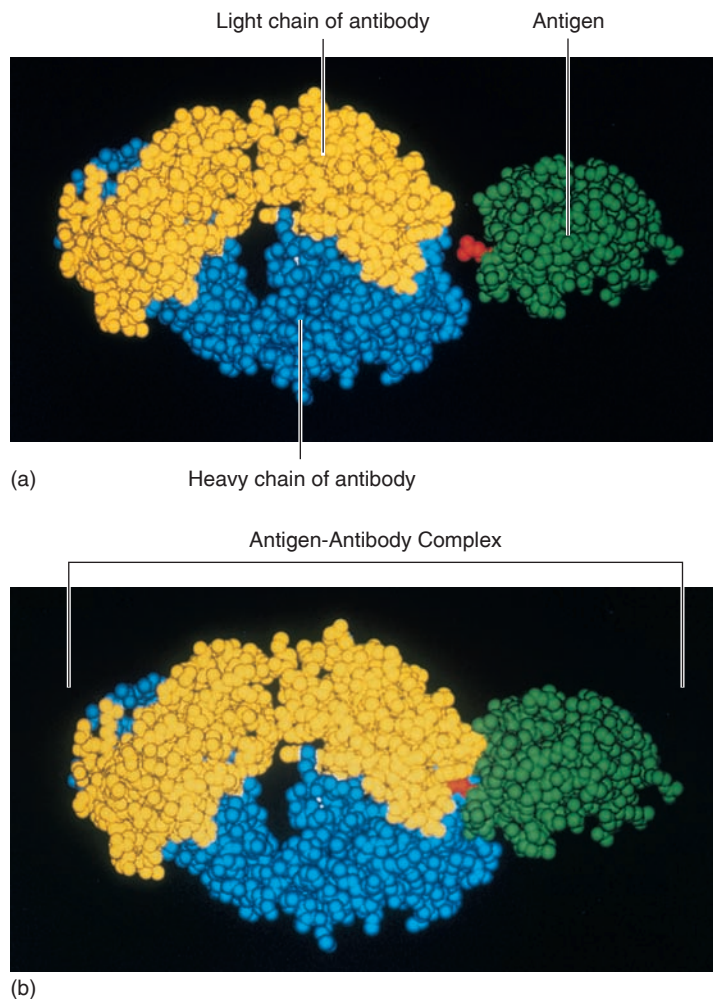 Light chain of antibody
Antigen
(a)
Heavy chain of antibody
Antigen-Antibody Complex
(b)